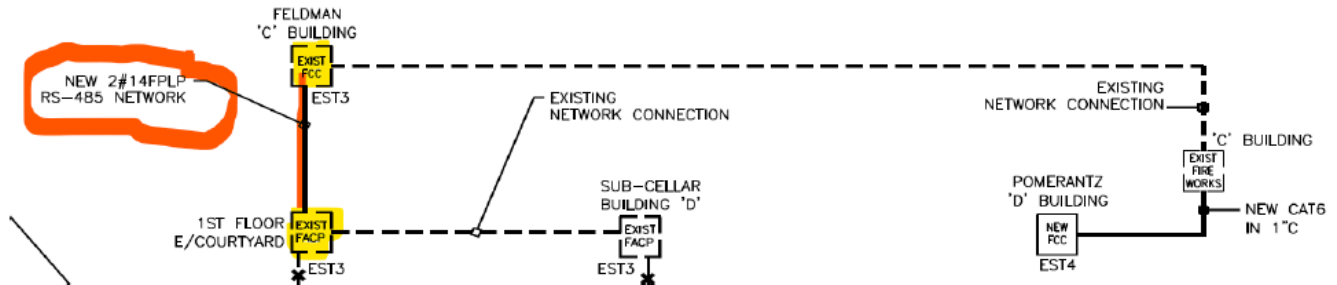 FELDMAN
'C' BUILDING
EXIST
FCC
EST3
NEW 2#14FPLP
RS-485 NETWORK
EXISTING
NETWORK CONNECTION
EXISTING
NETWORK CONNECTION
'C' BUILDING
EXIST
FIRE
WORKS
NEW CAT6
IN 1"C
POMERANTZ
'D' BUILDING
NEW
FCC
EST4
SUB-CELLAR
BUILDING 'D'
EXIST
FACP
EST3
1ST FLOOR
E/COURTYARD
EXIST
FACP
EST3